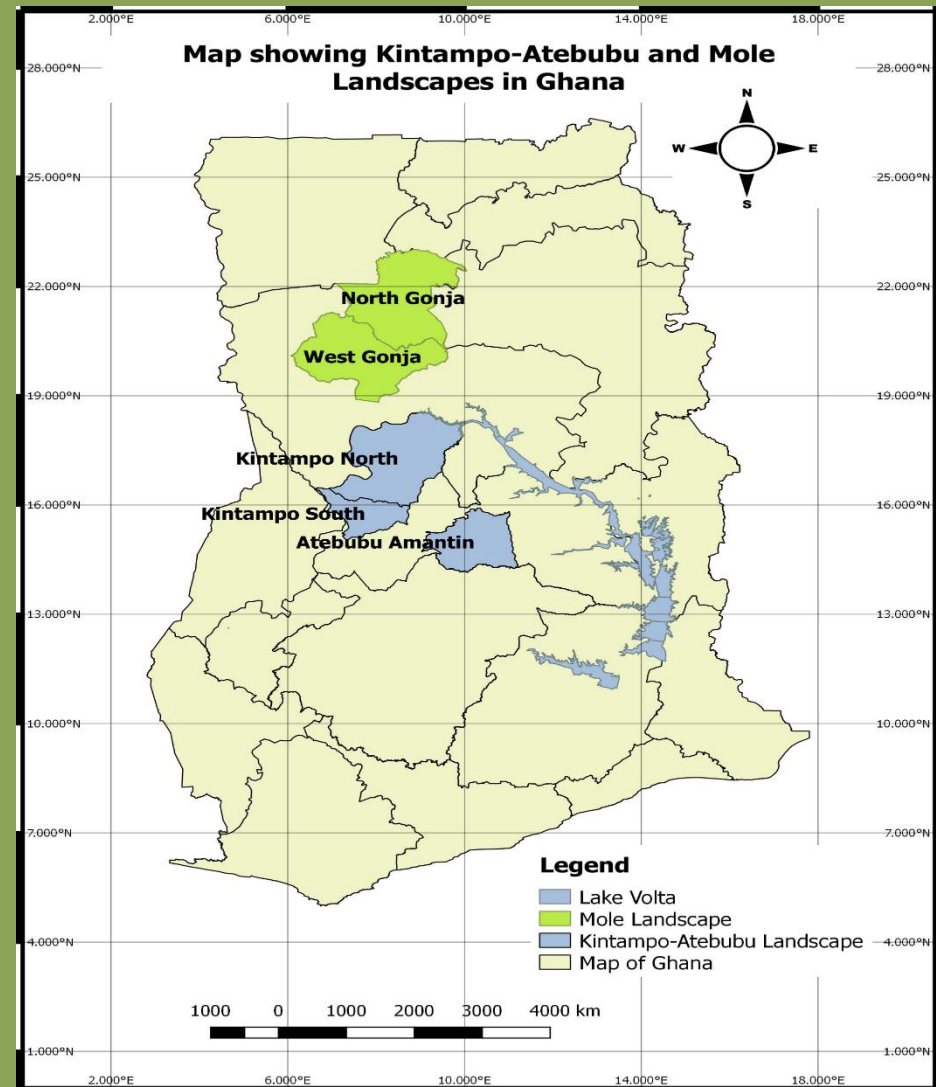 2.000°E 6.000°E 10.000°E 14.000°E 18.000°E
Map showing Kintampo-Atebubu and Mole
Landscapes in Ghana
28.000°N 28.000°N
N
W E
S
25.000°N 25.000°N
22.000°N 22.000°N
North Gonja
West Gonja
19.000°N 19.000°N
Kintampo North
16.000°N 16.000°N
Kintampo South
Atebubu Amantin
13.000°N 13.000°N
10.000°N 10.000°N
7.000°N 7.000°N
Legend
Lake Volta
Mole Landscape
Kintampo-Atebubu Landscape
Map of Ghana
4.000°N 4.000°N
1000 0 1000 2000 3000 4000 km
1.000°N 1.000°N
2.000°E 6.000°E 10.000°E 14.000°E 18.000°E